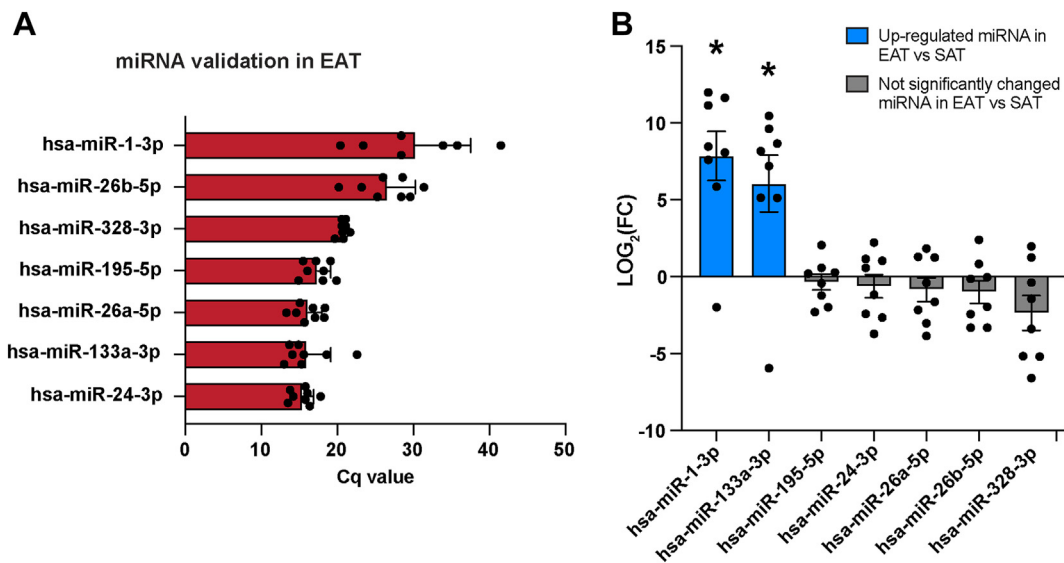 A
miRNA validation in EAT
hsa-miR-1-3p
hsa-miR-26b-5p
hsa-miR-328-3p
hsa-miR-195-5p
hsa-miR-26a-5p
hsa-miR-133a-3p
hsa-miR-24-3p
0
10
20
30
40
50
Cq value
B
Up-regulated miRNA in
EAT vs SAT
Not significantly changed
miRNA in EAT vs SAT
LOG₂(FC)
15
10
5
0
-5
-10
*
*
hsa-miR-1-3p
hsa-miR-133a-3p
hsa-miR-195-5p
hsa-miR-24-3p
hsa-miR-26a-5p
hsa-miR-26b-5p
hsa-miR-328-3p